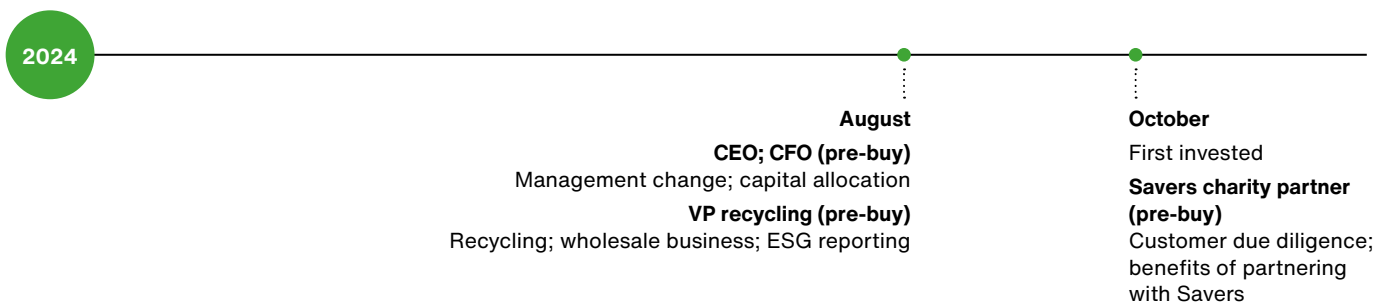 2024
August
CEO; CFO (pre-buy)
Management change; capital allocation
VP recycling (pre-buy)
Recycling; wholesale business; ESG reporting
October
First invested
Savers charity partner
(pre-buy)
Customer due diligence;
benefits of partnering
with Savers